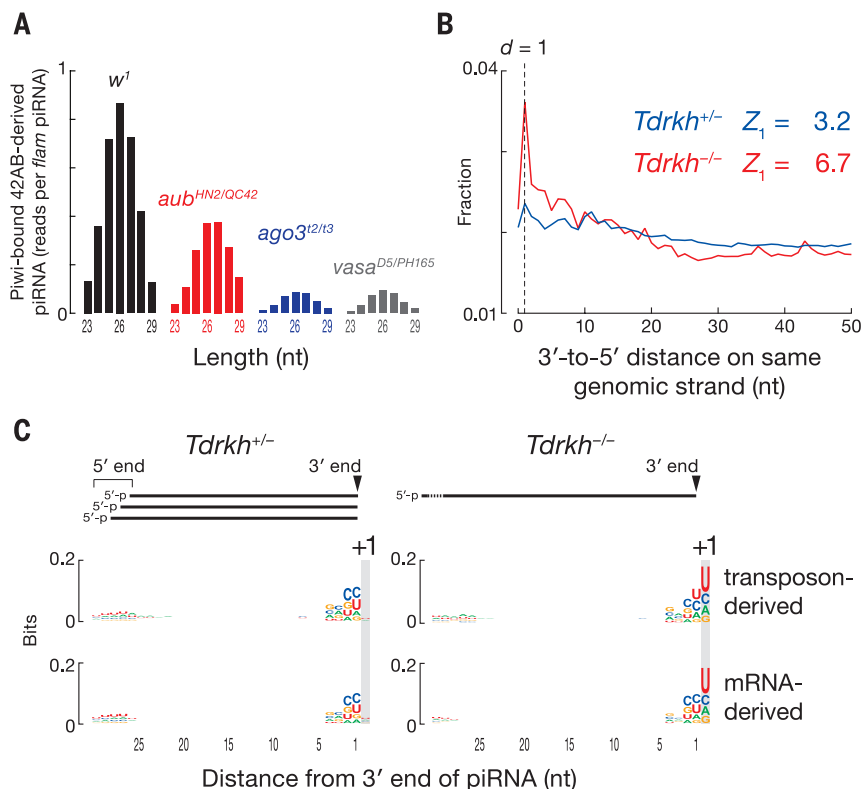 A
Piwi-bound 42AB-derived
piRNA (reads per flam piRNA)
1
0
w1
aubHN2/QC42
ago3t2/t3
vasaD5/PH165
23 26 29 23 26 29 23 26 29 23 26 29
Length (nt)
B
d = 1
0.04
0.01
Fraction
Tdrkh+/– Z1 = 3.2
Tdrkh–/– Z1 = 6.7
0 10 20 30 40 50
3′-to-5′ distance on same
genomic strand (nt)
C
Tdrkh+/–
Tdrkh–/–
5′ end
3′ end
3′ end
5′-p
5′-p
5′-p
5′-p
+1
+1
0.2
0
0.2
0
Bits
transposon-
derived
0.2
0
0.2
0
mRNA-
derived
25 20 15 10 5 1
25 20 15 10 5 1
Distance from 3′ end of piRNA (nt)